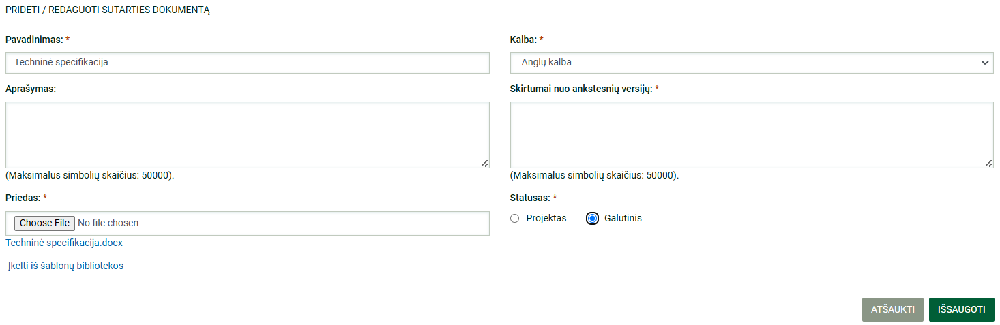 PRIDĖTI / REDAGUOTI SUTARTIES DOKUMENTĄ
Pavadinimas: *
Kalba: *
Techninė specifikacija
Anglų kalba
Aprašymas:
Skirtumai nuo ankstesnių versijų: *
(Maksimalus simbolių skaičius: 50000).
(Maksimalus simbolių skaičius: 50000).
Priedas: *
Statusas: *
Choose File No file chosen
Projektas
Galutinis
Techninė specifikacija.docx
Įkelti iš šablonų bibliotekos
ATŠAUKTI
IŠSAUGOTI